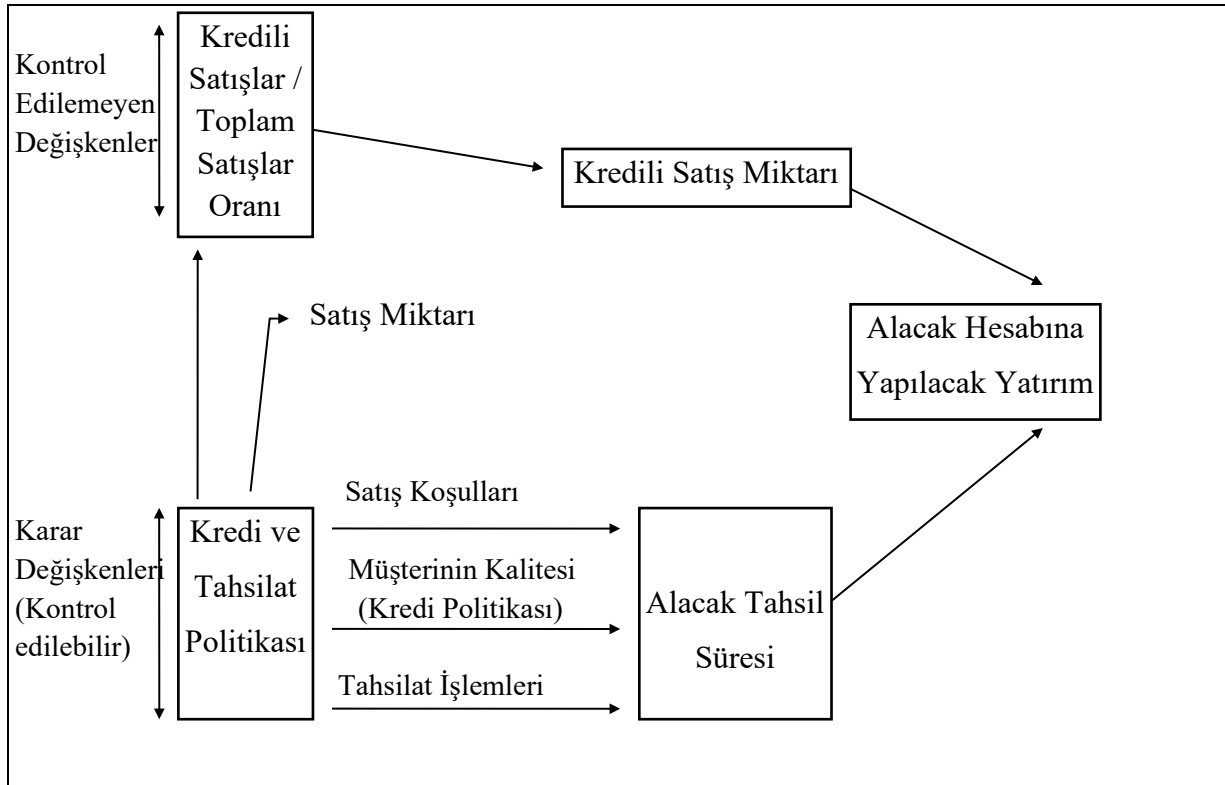 Kontrol
Edilemeyen
Değişkenler
Kredili
Satışlar /
Toplam
Satışlar
Oranı
Kredili Satış Miktarı
Satış Miktarı
Alacak Hesabına
Yapılacak Yatırım
Karar
Değişkenleri
(Kontrol
edilebilir)
Kredi ve
Tahsilat
Politikası
Satış Koşulları
Müşterinin Kalitesi
(Kredi Politikası)
Tahsilat İşlemleri
Alacak Tahsil
Süresi